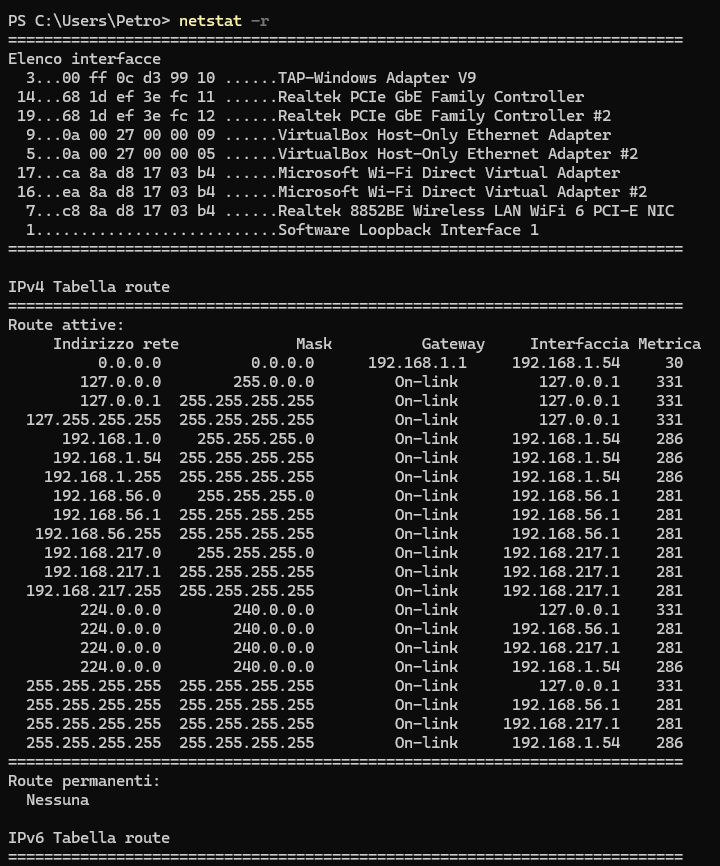 PS C:\Users\Petro> netstat -r
===========================================================================
Elenco interfacce
  3...00 ff 0c d3 99 10 ......TAP-Windows Adapter V9
 14...68 1d ef 3e fc 11 ......Realtek PCIe GbE Family Controller
 19...68 1d ef 3e fc 12 ......Realtek PCIe GbE Family Controller #2
  9...0a 00 27 00 00 09 ......VirtualBox Host-Only Ethernet Adapter
  5...0a 00 27 00 00 05 ......VirtualBox Host-Only Ethernet Adapter #2
 17...ca 8a d8 17 03 b4 ......Microsoft Wi-Fi Direct Virtual Adapter
 16...ea 8a d8 17 03 b4 ......Microsoft Wi-Fi Direct Virtual Adapter #2
  7...c8 8a d8 17 03 b4 ......Realtek 8852BE Wireless LAN WiFi 6 PCI-E NIC
  1...........................Software Loopback Interface 1
===========================================================================

IPv4 Tabella route
===========================================================================
Route attive:
     Indirizzo rete             Mask          Gateway     Interfaccia Metrica
          0.0.0.0          0.0.0.0      192.168.1.1     192.168.1.54     30
        127.0.0.0        255.0.0.0         On-link         127.0.0.1    331
        127.0.0.1  255.255.255.255         On-link         127.0.0.1    331
  127.255.255.255  255.255.255.255         On-link         127.0.0.1    331
      192.168.1.0    255.255.255.0         On-link      192.168.1.54    286
     192.168.1.54  255.255.255.255         On-link      192.168.1.54    286
    192.168.1.255  255.255.255.255         On-link      192.168.1.54    286
     192.168.56.0    255.255.255.0         On-link      192.168.56.1    281
     192.168.56.1  255.255.255.255         On-link      192.168.56.1    281
   192.168.56.255  255.255.255.255         On-link      192.168.56.1    281
    192.168.217.0    255.255.255.0         On-link     192.168.217.1    281
    192.168.217.1  255.255.255.255         On-link     192.168.217.1    281
  192.168.217.255  255.255.255.255         On-link     192.168.217.1    281
        224.0.0.0        240.0.0.0         On-link         127.0.0.1    331
        224.0.0.0        240.0.0.0         On-link      192.168.56.1    281
        224.0.0.0        240.0.0.0         On-link     192.168.217.1    281
        224.0.0.0        240.0.0.0         On-link      192.168.1.54    286
  255.255.255.255  255.255.255.255         On-link         127.0.0.1    331
  255.255.255.255  255.255.255.255         On-link      192.168.56.1    281
  255.255.255.255  255.255.255.255         On-link     192.168.217.1    281
  255.255.255.255  255.255.255.255         On-link      192.168.1.54    286
===========================================================================
Route permanenti:
  Nessuna

IPv6 Tabella route
===========================================================================